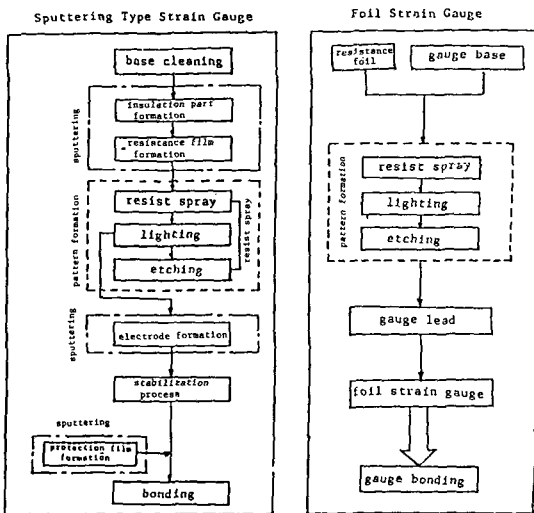 Sputtering Type Strain Gauge
base cleaning
sputtering
insulation part
formation
resistance film
formation
pattern formation
resist spray
lighting
etching
resist spray
sputtering
electrode formation
stabilization
process
sputtering
protection film
formation
bonding
Foil Strain Gauge
resistance
foil
gauge base
pattern formation
resist spray
lighting
etching
gauge lead
foil strain gauge
gauge bonding